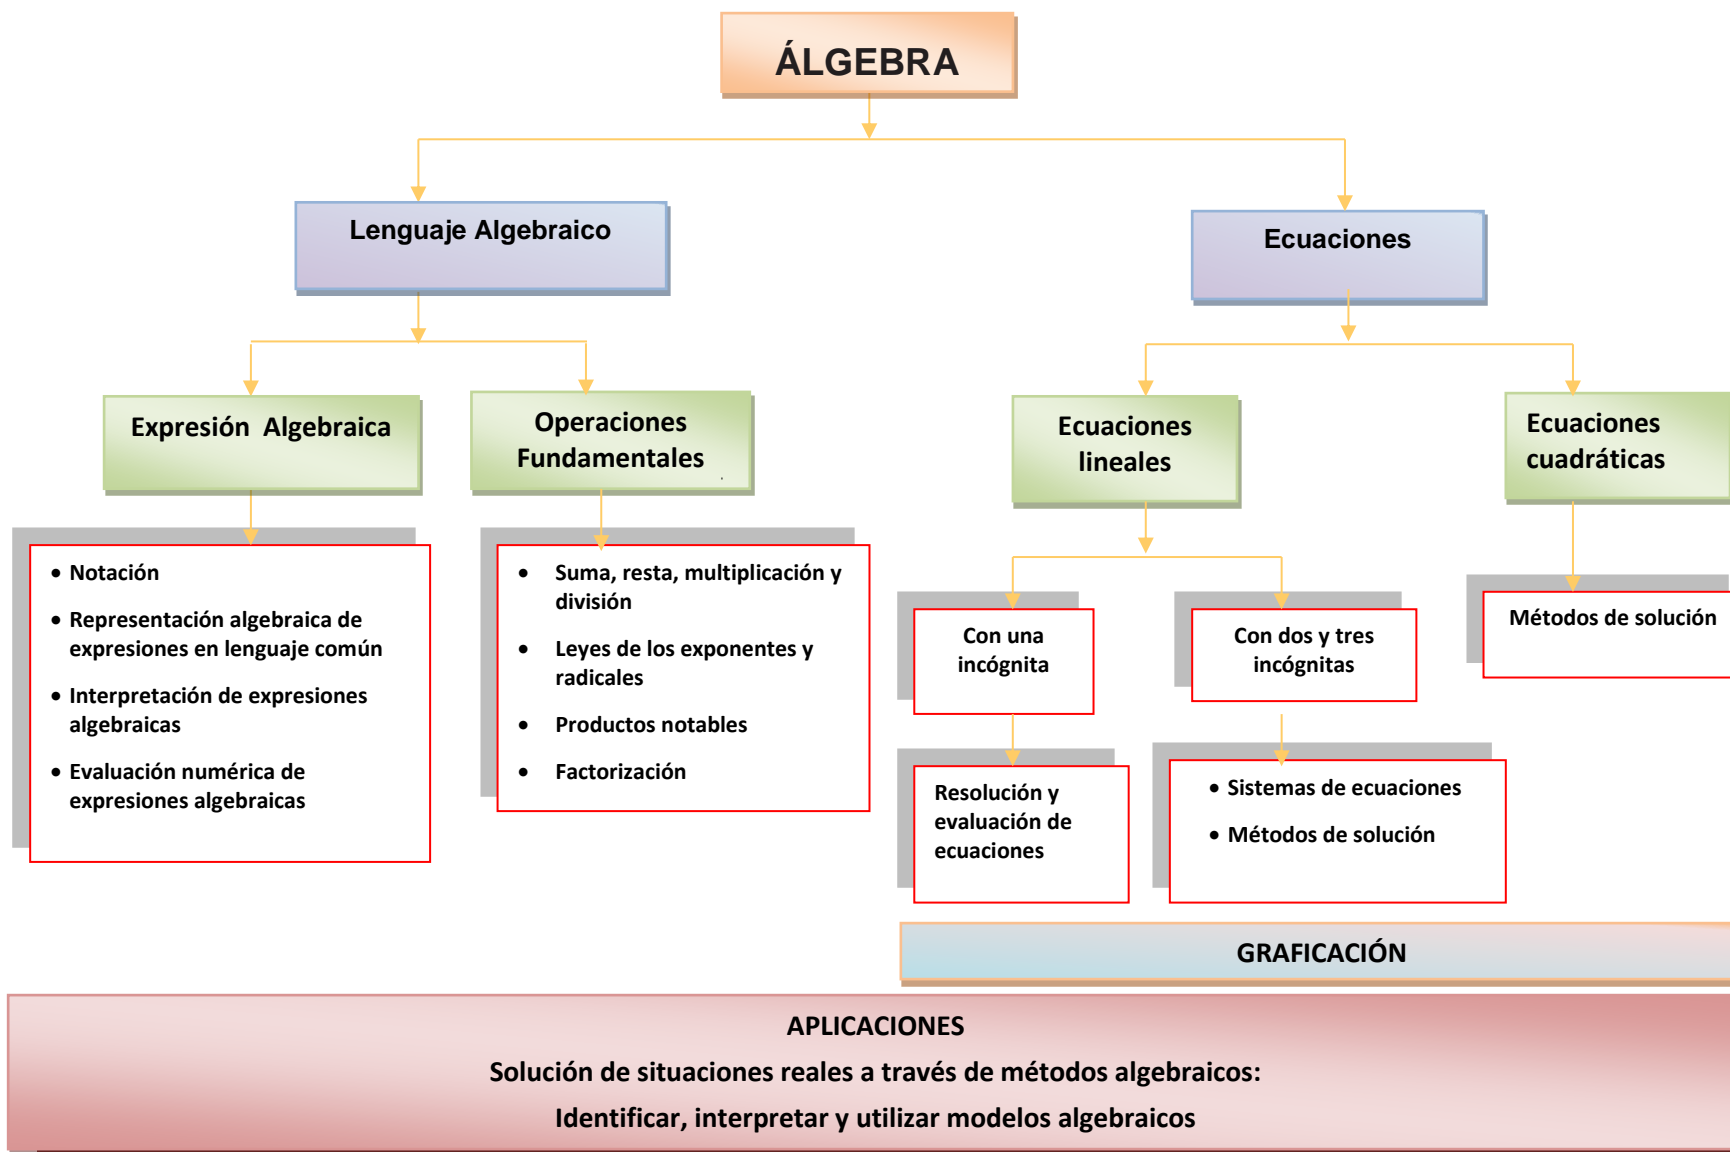 ÁLGEBRA
Lenguaje Algebraico
Ecuaciones
Expresión Algebraica
Operaciones
Fundamentales
Ecuaciones
lineales
Ecuaciones
cuadráticas
• Notación
• Representación algebraica de
expresiones en lenguaje común
• Interpretación de expresiones
algebraicas
• Evaluación numérica de
expresiones algebraicas
• Suma, resta, multiplicación y
división
• Leyes de los exponentes y
radicales
• Productos notables
• Factorización
Con una
incógnita
Con dos y tres
incógnitas
Métodos de solución
Resolución y
evaluación de
ecuaciones
• Sistemas de ecuaciones
• Métodos de solución
GRAFICACIÓN
APLICACIONES
Solución de situaciones reales a través de métodos algebraicos:
Identificar, interpretar y utilizar modelos algebraicos